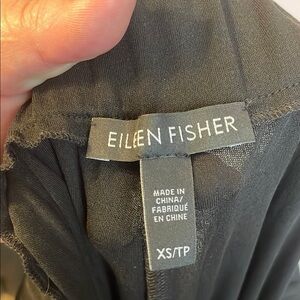 EILEEN FISHER
MADE IN
CHINA/
FABRIQUÉ
EN CHINE
XS/TP